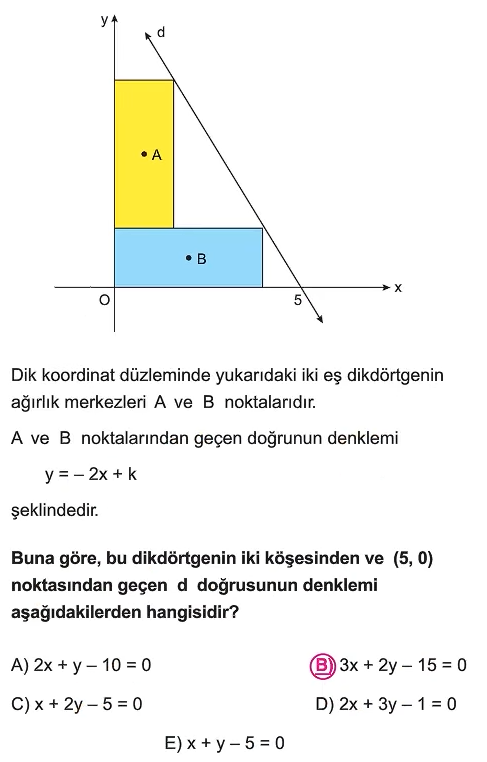 y
d
A
B
O
5
x
Dik koordinat düzleminde yukarıdaki iki eş dikdörtgenin
ağırlık merkezleri A ve B noktalarıdır.
A ve B noktalarından geçen doğrunun denklemi
y = – 2x + k
şeklindedir.
Buna göre, bu dikdörtgenin iki köşesinden ve (5, 0)
noktasından geçen d doğrusunun denklemi
aşağıdakilerden hangisidir?
A) 2x + y – 10 = 0 B) 3x + 2y – 15 = 0
C) x + 2y – 5 = 0 D) 2x + 3y – 1 = 0
E) x + y – 5 = 0